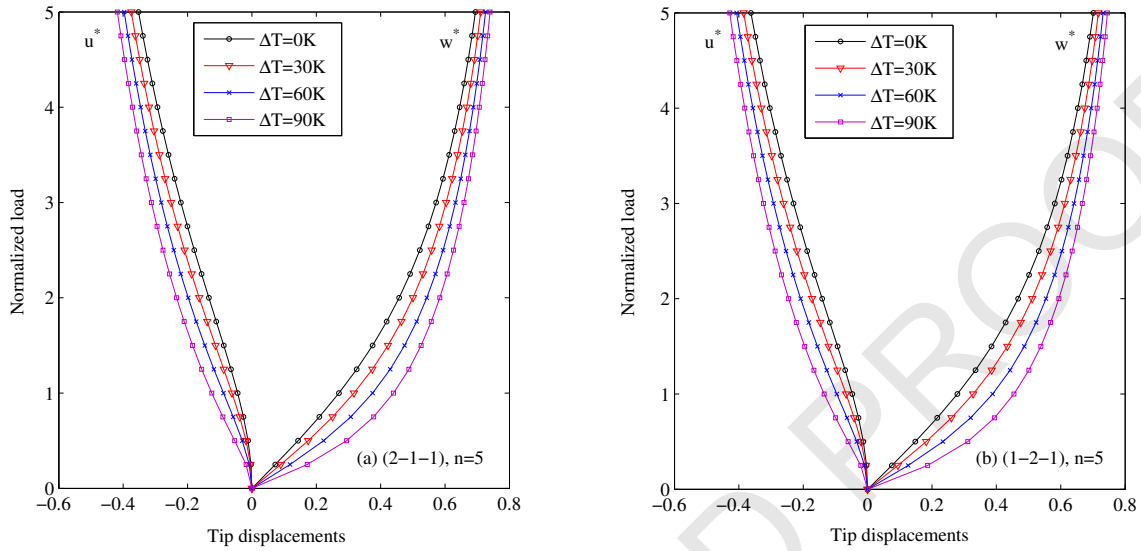 5
4
3
2
1
0
Normalized load
u*
w*
ΔT=0K
ΔT=30K
ΔT=60K
ΔT=90K
(a) (2−1−1), n=5
−0.6 −0.4 −0.2 0 0.2 0.4 0.6 0.8
Tip displacements
5
4
3
2
1
0
Normalized load
u*
w*
ΔT=0K
ΔT=30K
ΔT=60K
ΔT=90K
(b) (1−2−1), n=5
−0.6 −0.4 −0.2 0 0.2 0.4 0.6 0.8
Tip displacements
D PROO